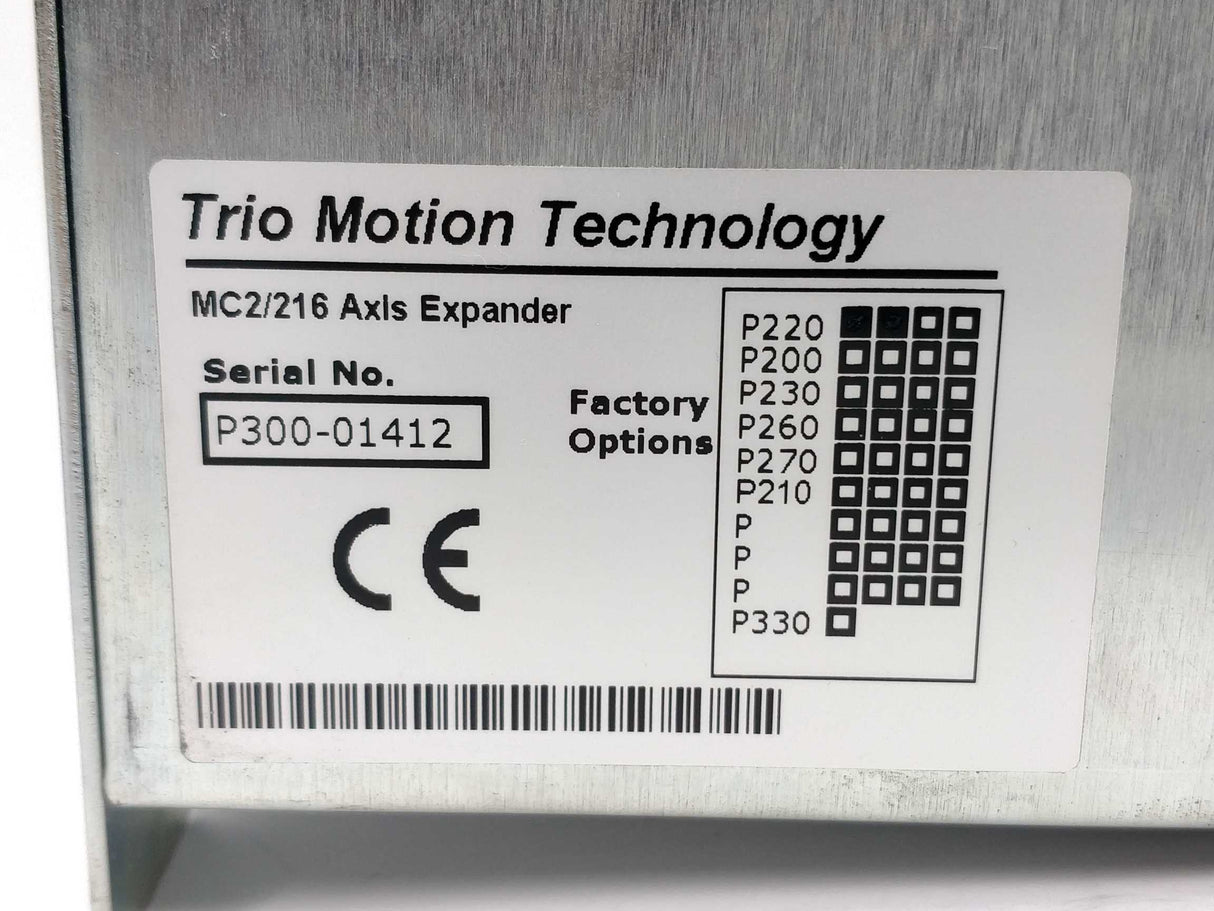 Trio Motion Technology
MC2/216 Axis Expander
Serial No.
P300-01412
Factory
Options
P220
P200
P230
P260
P270
P210
P
P
P
P330
CE